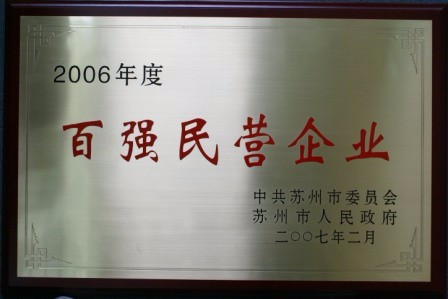 2006年度
百强民营企业
中共苏州市委员会
苏州市人民政府
二〇〇七年二月